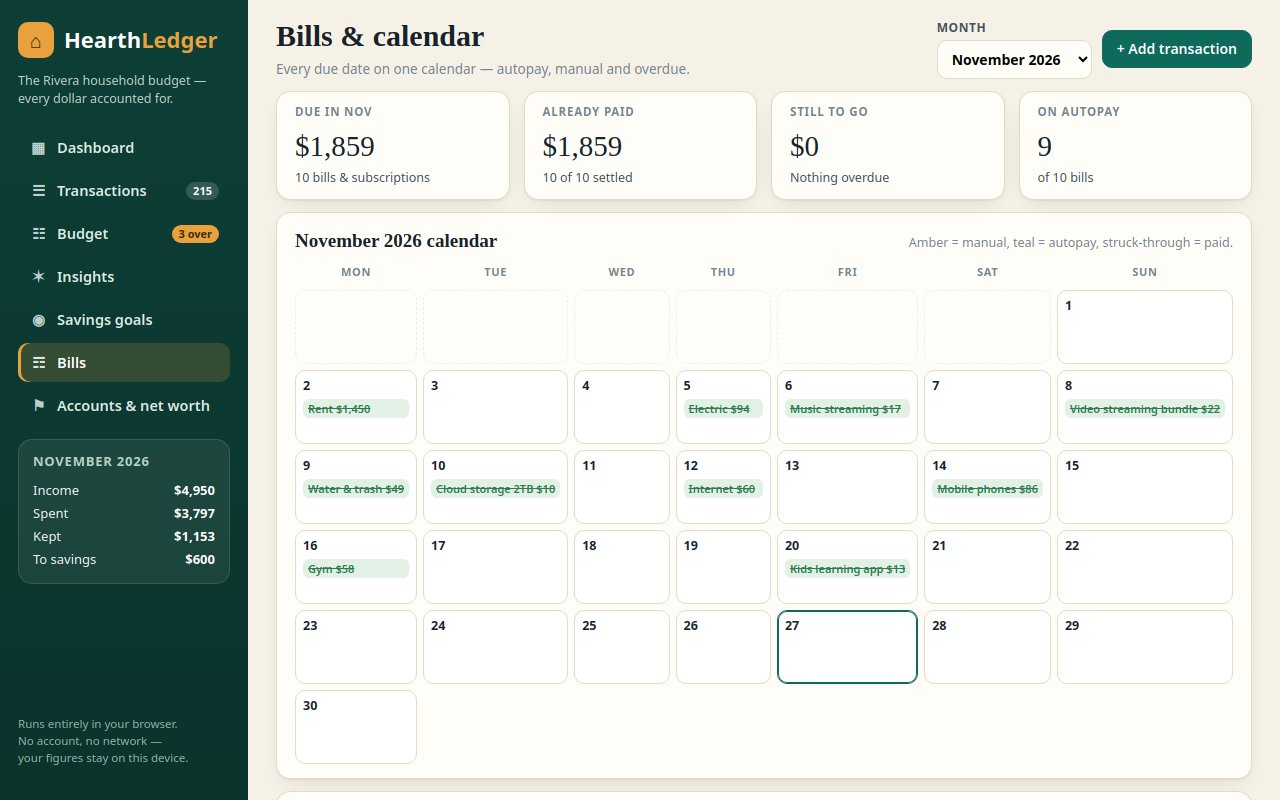 HearthLedger
The Rivera household budget —
every dollar accounted for.
Dashboard
Transactions 215
Budget 3 over
Insights
Savings goals
Bills
Accounts & net worth
NOVEMBER 2026
Income $4,950
Spent $3,797
Kept $1,153
To savings $600
Runs entirely in your browser.
No account, no network —
your figures stay on this device.
Bills & calendar
Every due date on one calendar — autopay, manual and overdue.
MONTH
November 2026
+ Add transaction
DUE IN NOV
$1,859
10 bills & subscriptions
ALREADY PAID
$1,859
10 of 10 settled
STILL TO GO
$0
Nothing overdue
ON AUTOPAY
9
of 10 bills
November 2026 calendar
Amber = manual, teal = autopay, struck-through = paid.
MON TUE WED THU FRI SAT SUN
1
2 3 4 5 6 7 8
Rent $1,450 Electric $94 Music streaming $17 Video streaming bundle $22
9 10 11 12 13 14 15
Water & trash $49 Cloud storage 2TB $10 Internet $60 Mobile phones $86
16 17 18 19 20 21 22
Gym $58 Kids learning app $13
23 24 25 26 27 28 29
30